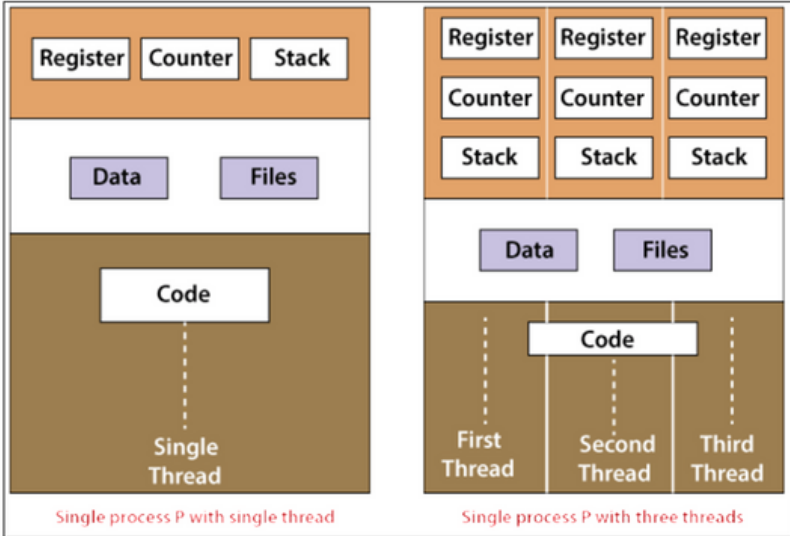 Register Counter Stack
Data Files
Code
Single
Thread
Single process P with single thread
Register Register Register
Counter Counter Counter
Stack Stack Stack
Data Files
Code
First
Thread
Second
Thread
Third
Thread
Single process P with three threads